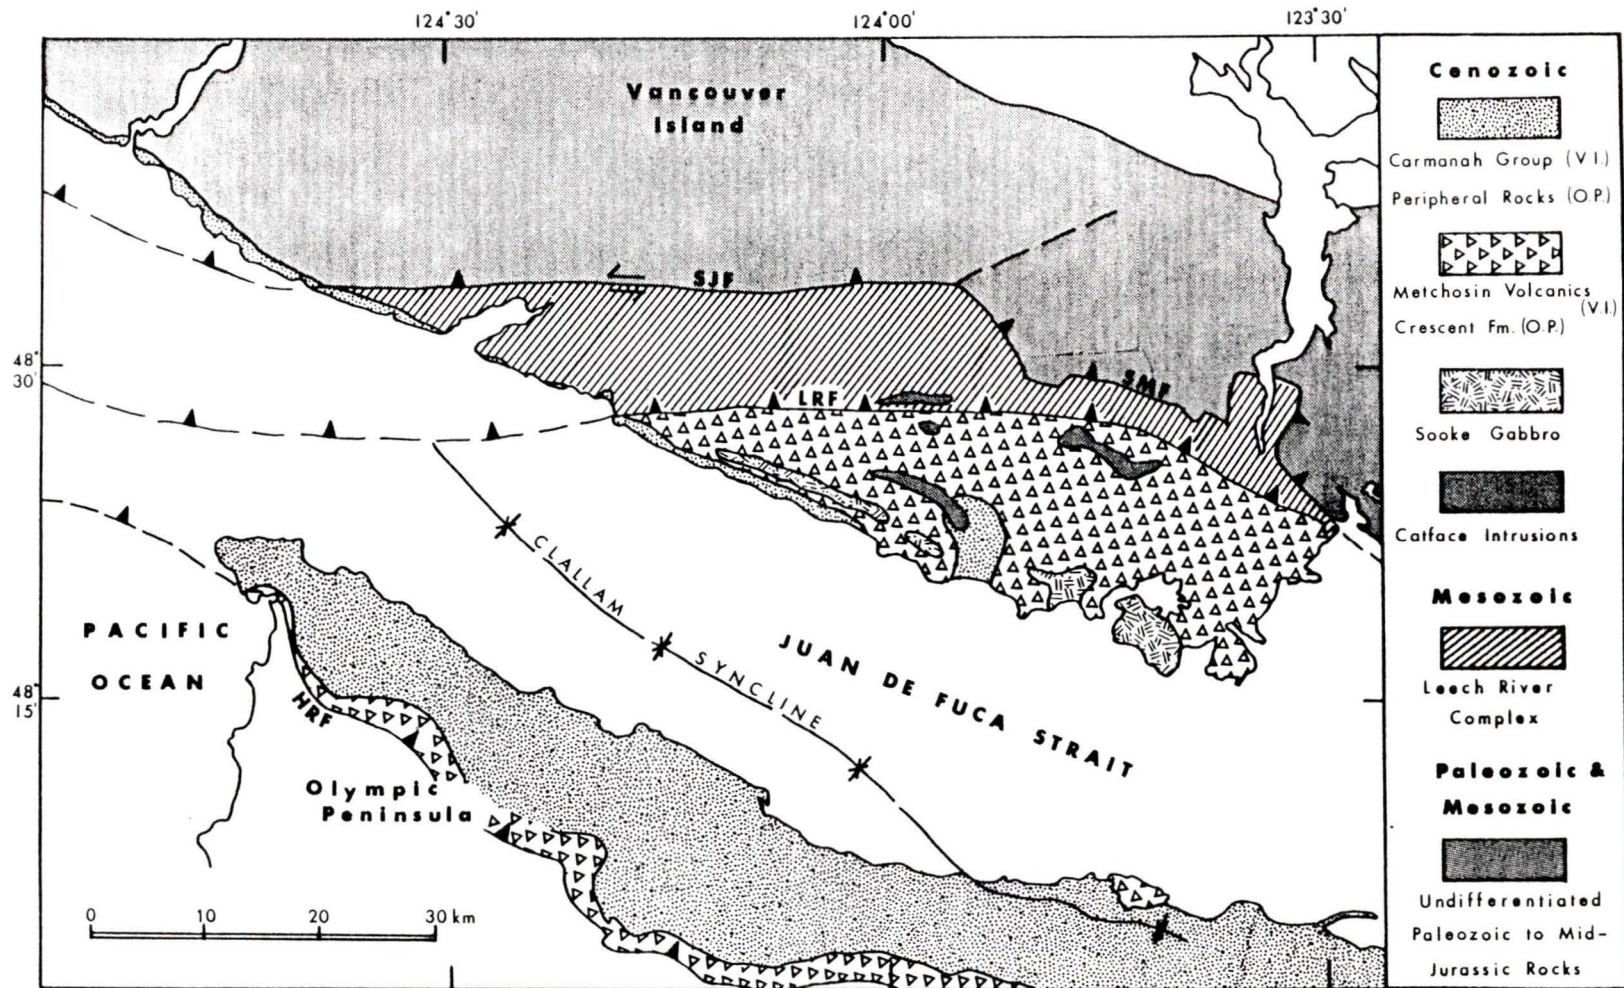 124°30'
124°00'
123°30'
Vancouver
Island
SJF
48°
30'
LRF
SMF
CLALLAM SYNCLINE
PACIFIC
OCEAN
JUAN DE FUCA STRAIT
48°
15'
HRF
Olympic
Peninsula
0 10 20 30 km
Cenozoic
Carmanah Group (V.I.)
Peripheral Rocks (O.P.)
Metchosin Volcanics
(V.I.)
Crescent Fm. (O.P.)
Sooke Gabbro
Catface Intrusions
Mesozoic
Leech River
Complex
Paleozoic &
Mesozoic
Undifferentiated
Paleozoic to Mid-
Jurassic Rocks